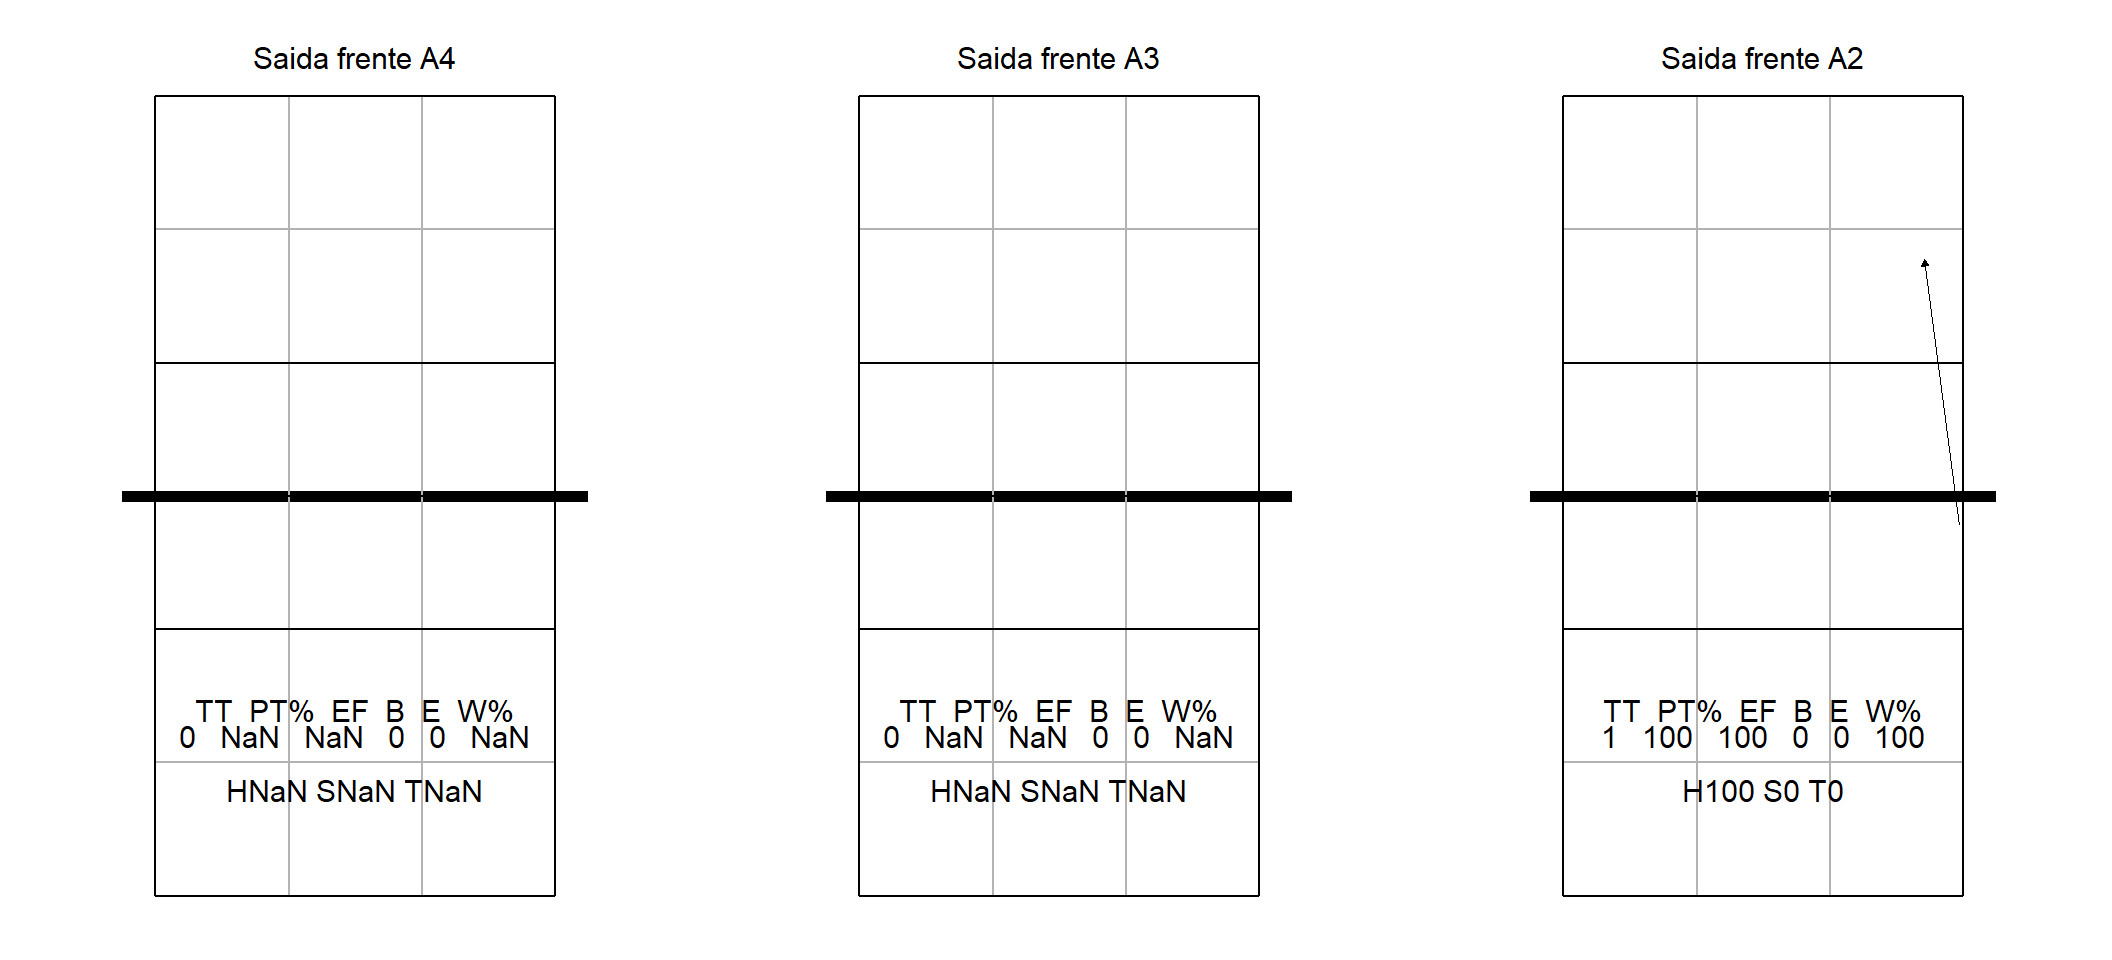 Saida frente A4
TT PT% EF B E W%
0 NaN NaN 0 0 NaN
HNaN SNaN TNaN
Saida frente A3
TT PT% EF B E W%
0 NaN NaN 0 0 NaN
HNaN SNaN TNaN
Saida frente A2
TT PT% EF B E W%
1 100 100 0 0 100
H100 S0 T0